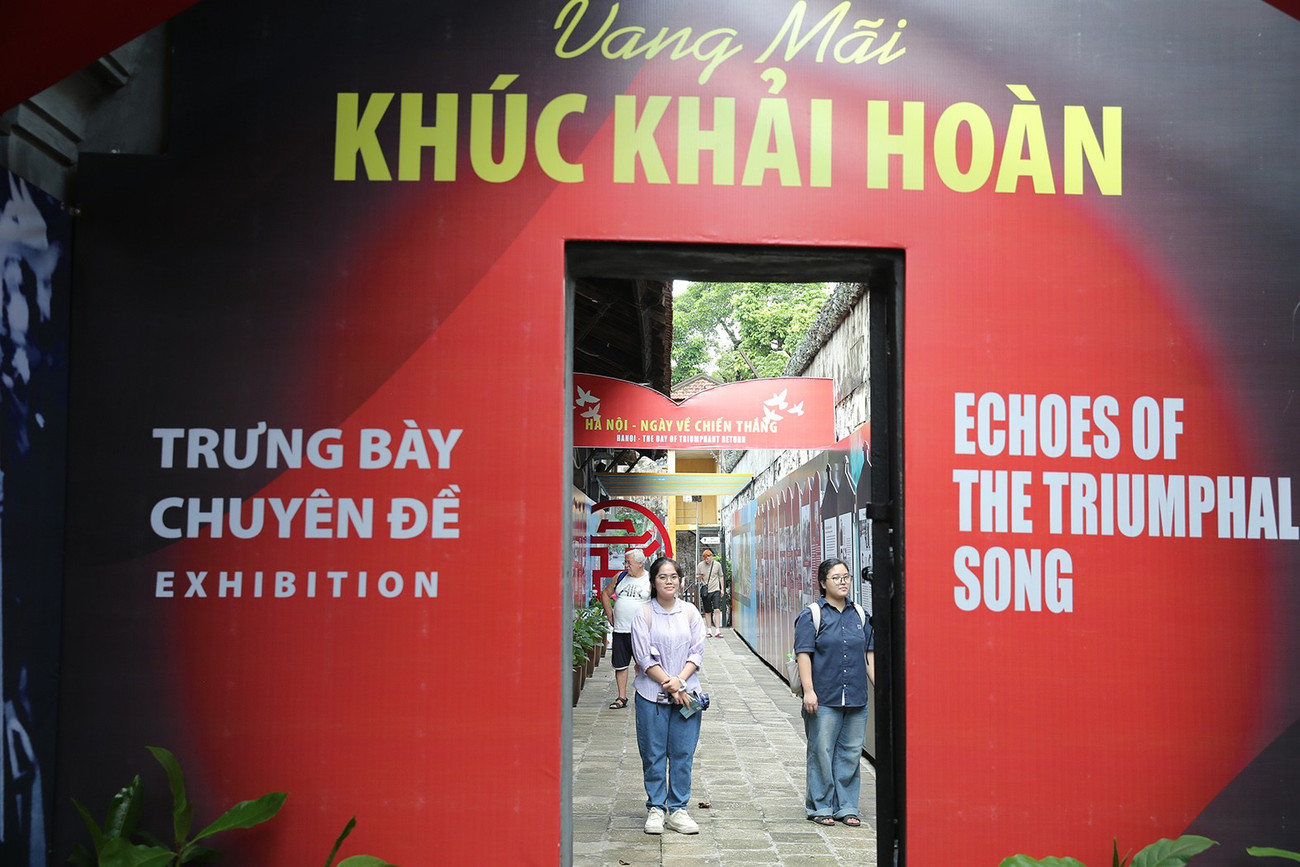 Vang Mãi
KHÚC KHẢI HOÀN
TRƯNG BÀY
CHUYÊN ĐỀ
EXHIBITION
ECHOES OF
THE TRIUMPHAL
SONG
HÀ NỘI - NGÀY VỀ CHIẾN THẮNG
HANOI - THE DAY OF TRIUMPHANT RETURN